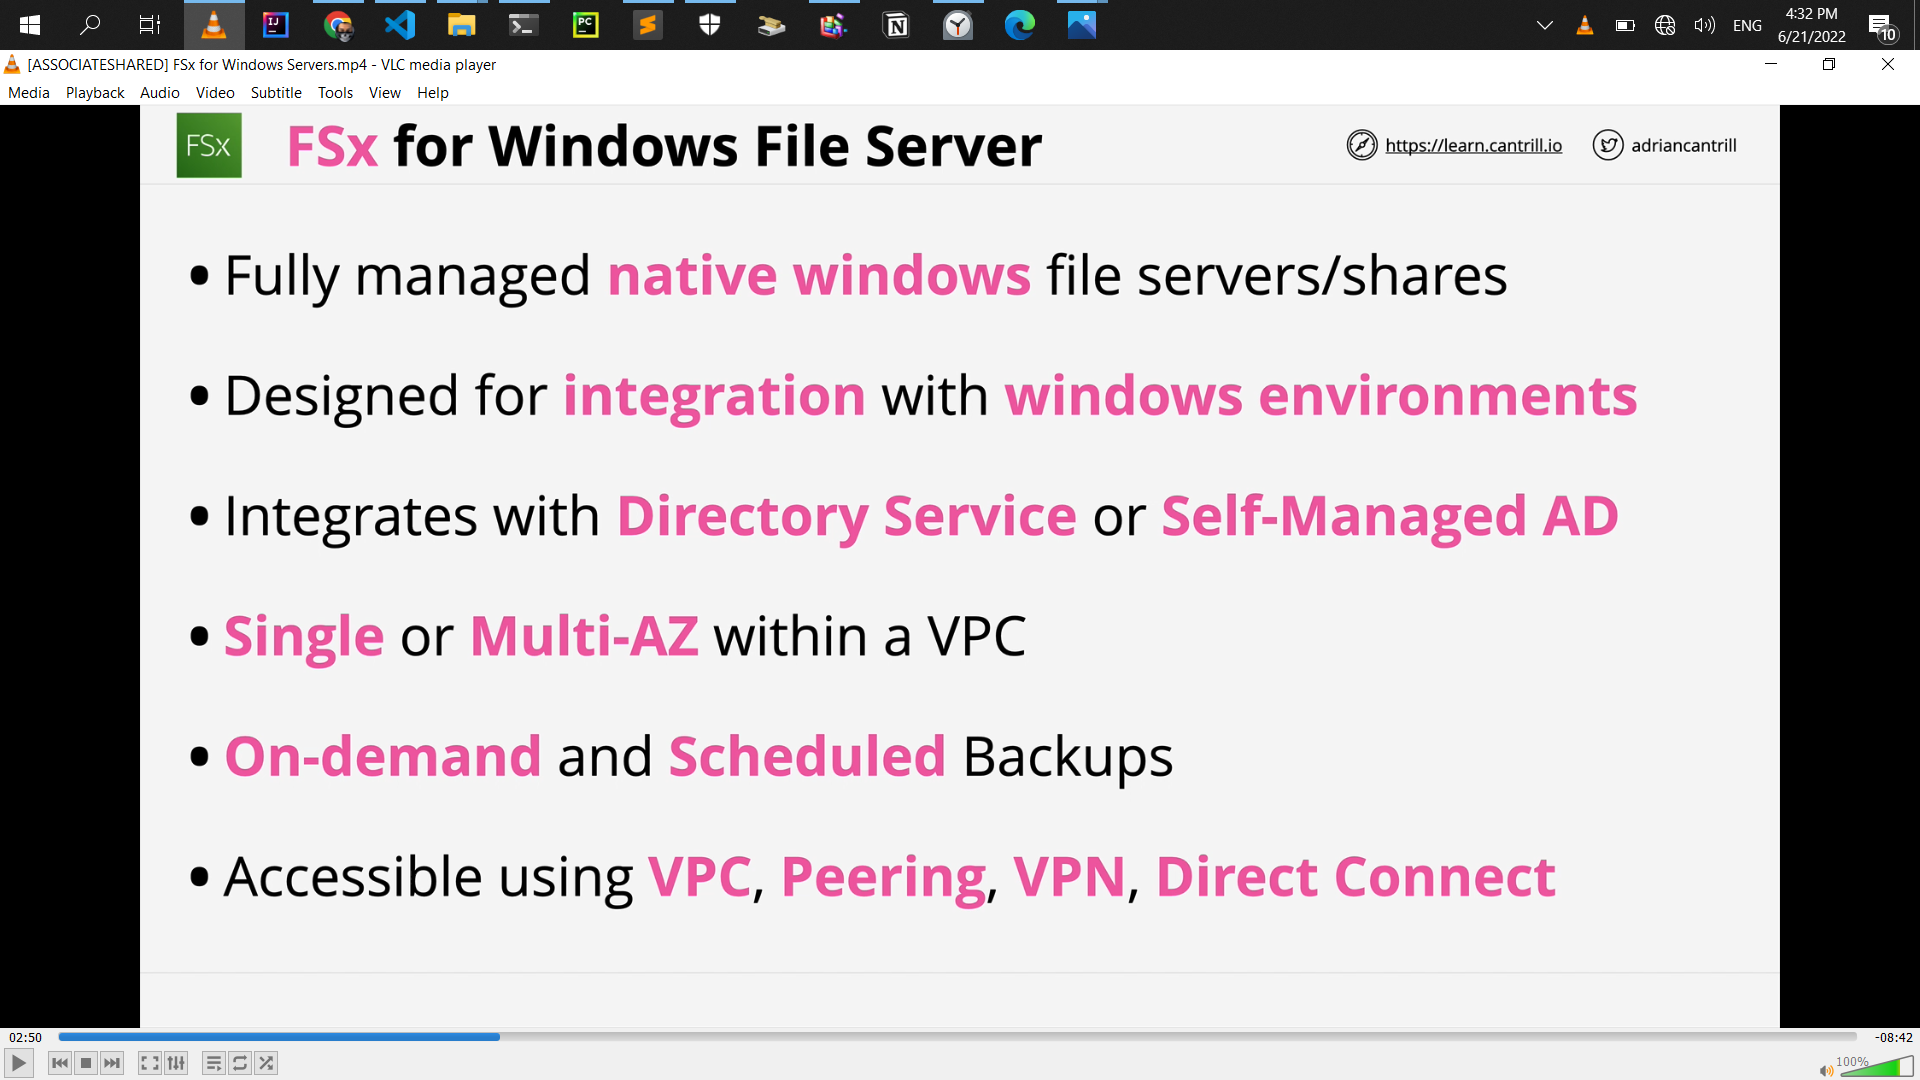 4:32 PM
ENG
6/21/2022
10
[ASSOCIATESHARED] FSx for Windows Servers.mp4 - VLC media player
Media Playback Audio Video Subtitle Tools View Help
FSx
FSx for Windows File Server
https://learn.cantrill.io
adriancantrill
• Fully managed native windows file servers/shares
• Designed for integration with windows environments
• Integrates with Directory Service or Self-Managed AD
• Single or Multi-AZ within a VPC
• On-demand and Scheduled Backups
• Accessible using VPC, Peering, VPN, Direct Connect
02:50
-08:42
100%